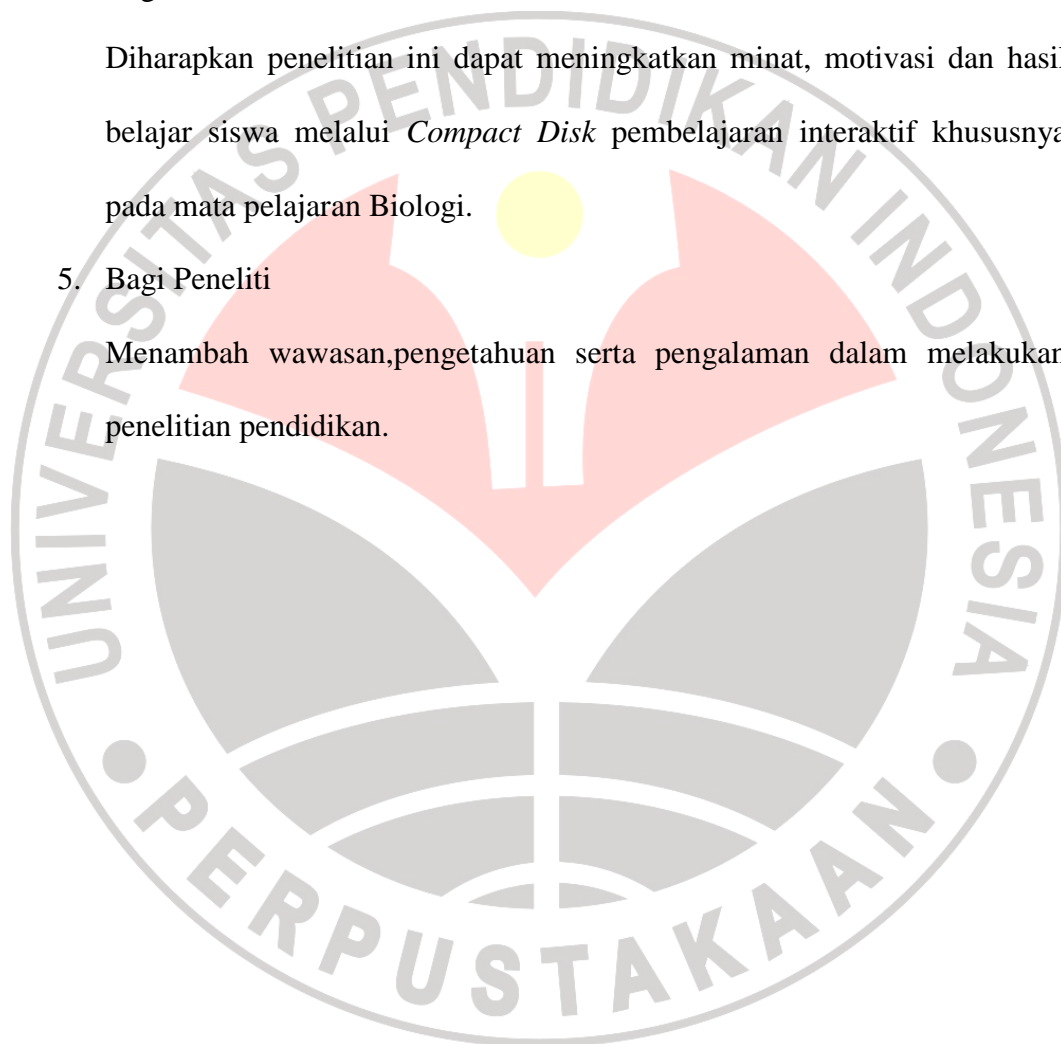 Diharapkan penelitian ini dapat meningkatkan minat, motivasi dan hasil
belajar siswa melalui Compact Disk pembelajaran interaktif khususnya
pada mata pelajaran Biologi.
5. Bagi Peneliti
Menambah wawasan,pengetahuan serta pengalaman dalam melakukan
penelitian pendidikan.
UNIVERSITAS PENDIDIKAN INDONESIA
PERPUSTAKAAN